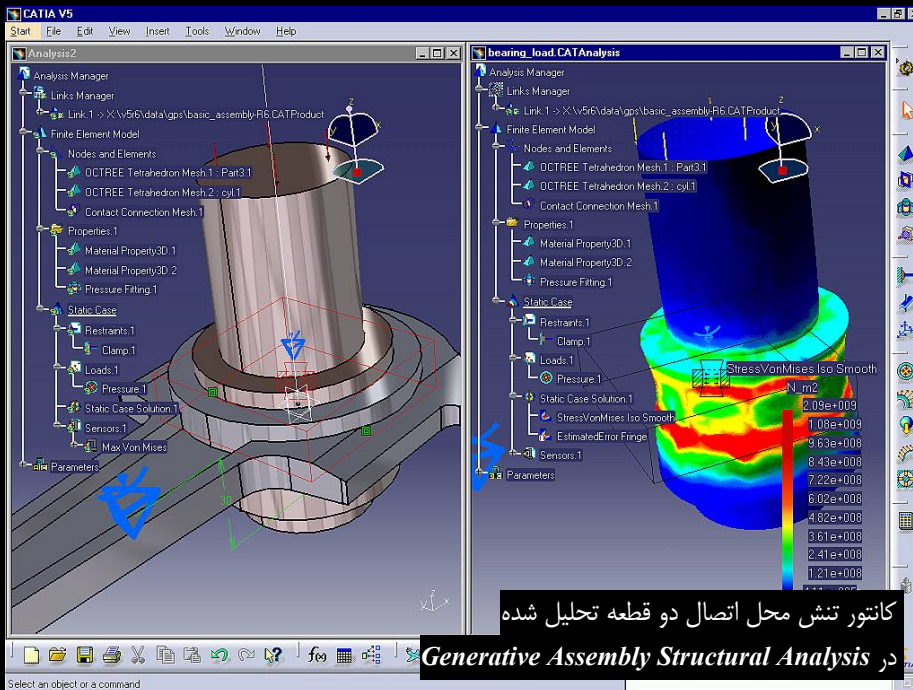 CATIA V5
Start File Edit View Insert Tools Window Help
Analysis2
Analysis Manager
Links Manager
Link.1 -> X:\v5r6\data\gps\basic_assembly-R6.CATProduct
Finite Element Model
Nodes and Elements
OCTREE Tetrahedron Mesh.1 : Part3.1
OCTREE Tetrahedron Mesh.2 : cyl.1
Contact Connection Mesh.1
Properties.1
Material Property3D.1
Material Property3D.2
Pressure Fitting.1
Static Case
Restraints.1
Clamp.1
Loads.1
Pressure.1
Static Case Solution.1
Sensors.1
Max Von Mises
Parameters
30
z
x
y
z
x
bearing_load.CATAnalysis
Analysis Manager
Links Manager
Link.1 -> X:\v5r6\data\gps\basic_assembly-R6.CATProduct
Finite Element Model
Nodes and Elements
OCTREE Tetrahedron Mesh.1 : Part3.1
OCTREE Tetrahedron Mesh.2 : cyl.1
Contact Connection Mesh.1
Properties.1
Material Property3D.1
Material Property3D.2
Pressure Fitting.1
Static Case
Restraints.1
Clamp.1
Loads.1
Pressure.1
Static Case Solution.1
StressVonMises Iso Smooth
EstimatedError Fringe
Sensors.1
Parameters
z
x
StressVonMises Iso Smooth
N_m2
2.09e+009
1.08e+009
9.63e+008
8.43e+008
7.22e+008
6.02e+008
4.82e+008
3.61e+008
2.41e+008
1.21e+008
کانتور تنش محل اتصال دو قطعه تحلیل شده
در Generative Assembly Structural Analysis
f(x)
Select an object or a command